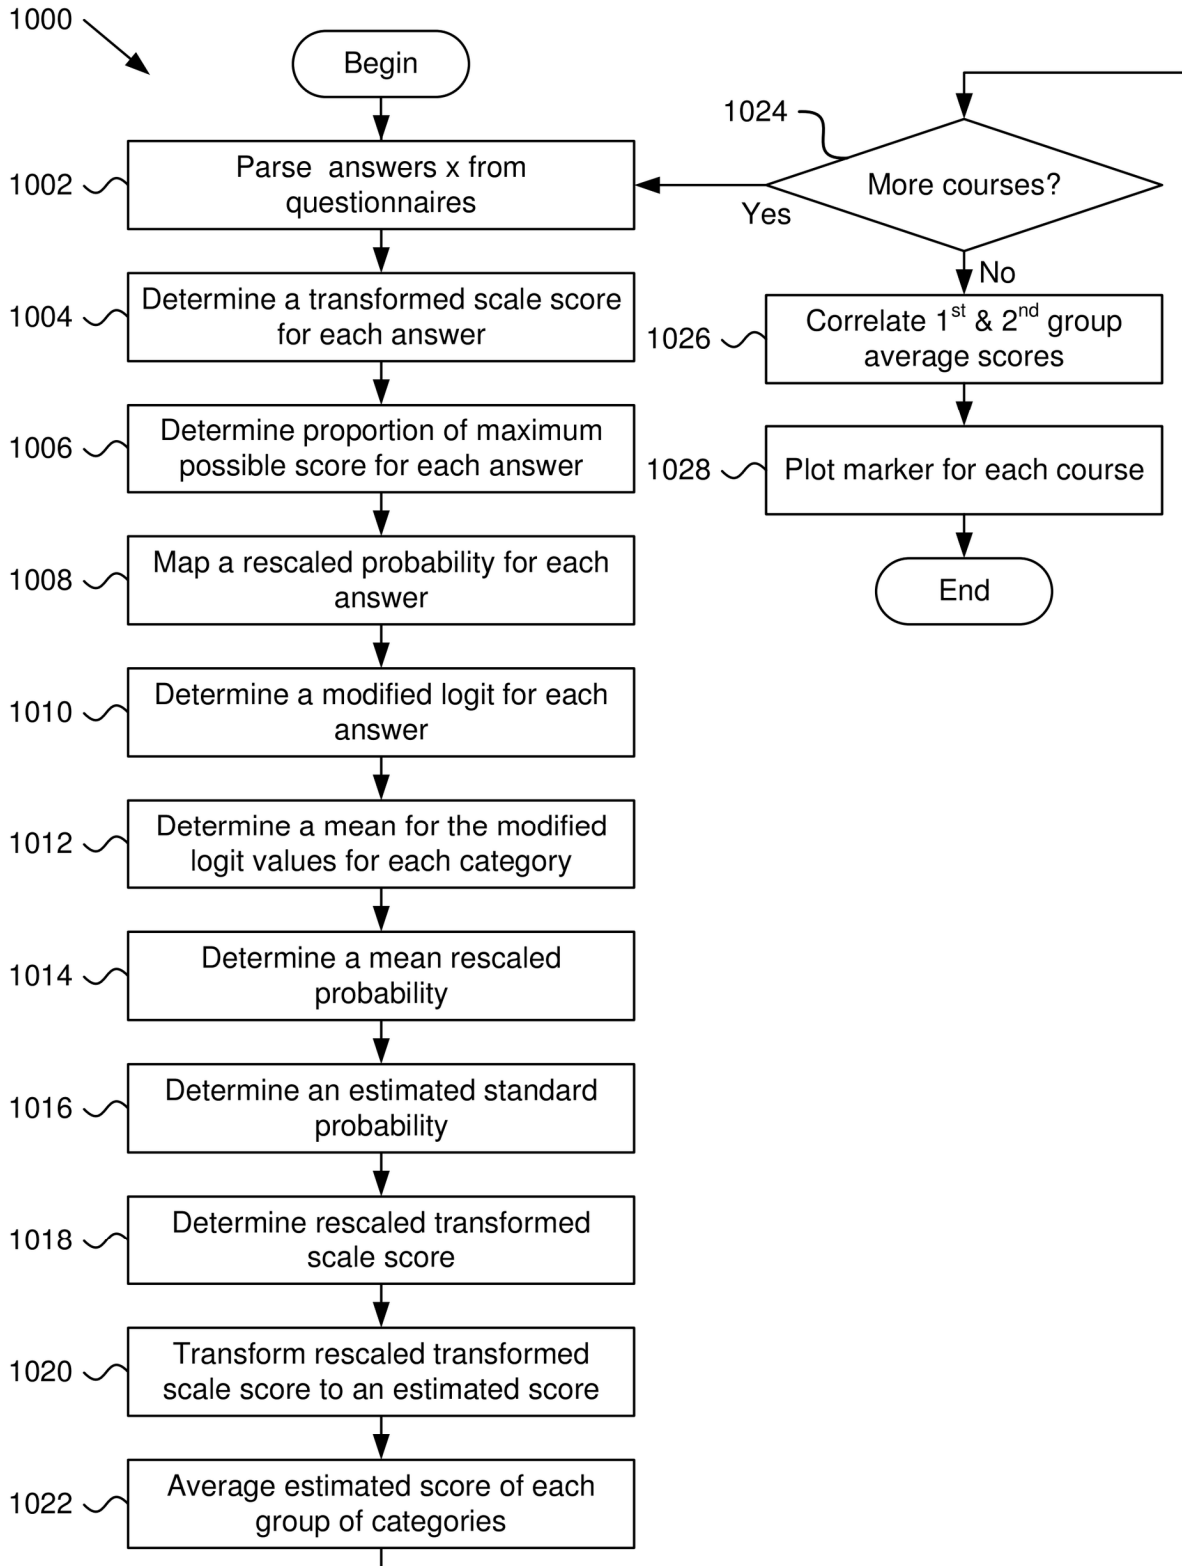 1000
Begin
1002
Parse answers x from
questionnaires
1004
Determine a transformed scale score
for each answer
1006
Determine proportion of maximum
possible score for each answer
1008
Map a rescaled probability for each
answer
1010
Determine a modified logit for each
answer
1012
Determine a mean for the modified
logit values for each category
1014
Determine a mean rescaled
probability
1016
Determine an estimated standard
probability
1018
Determine rescaled transformed
scale score
1020
Transform rescaled transformed
scale score to an estimated score
1022
Average estimated score of each
group of categories
1024
More courses?
Yes
No
1026
Correlate 1st & 2nd group
average scores
1028
Plot marker for each course
End